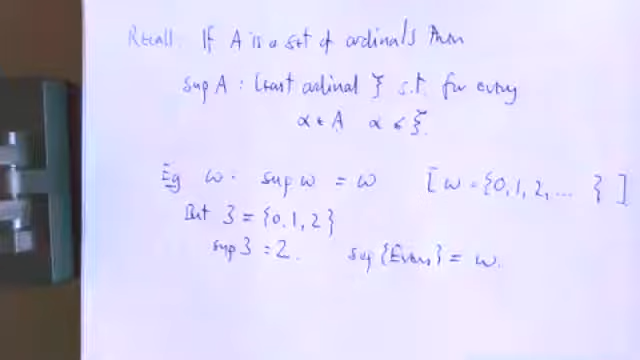 Recall: If A is a set of ordinals then
sup A : least ordinal ξ s.t. for every
α ∈ A α ≤ ξ.
Eg ω. sup ω = ω [ω = {0, 1, 2, ... }]
But 3 = {0, 1, 2}
sup 3 = 2. sup {Evens} = ω.